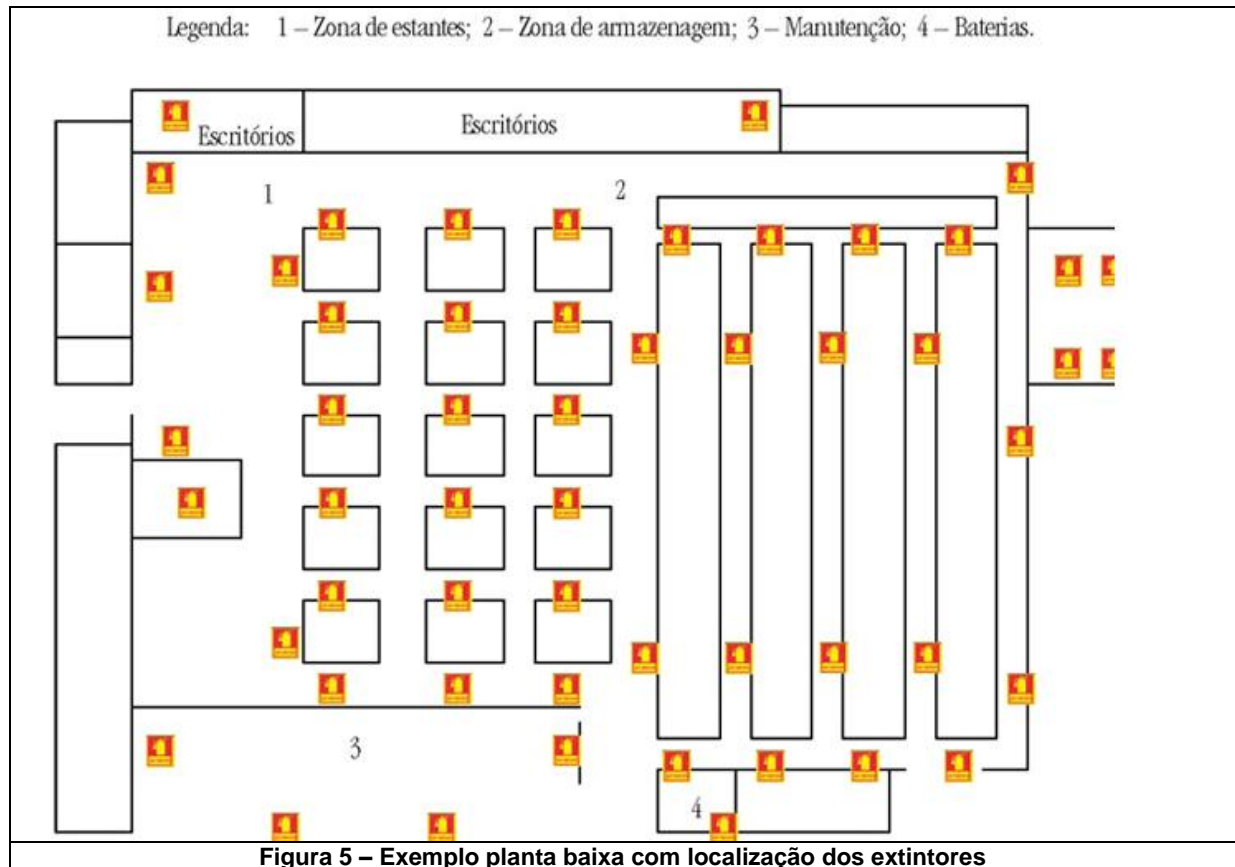 Legenda: 1 – Zona de estantes; 2 – Zona de armazenagem; 3 – Manutenção; 4 – Baterias.
Escritórios
Escritórios
1
2
3
4
Figura 5 – Exemplo planta baixa com localização dos extintores